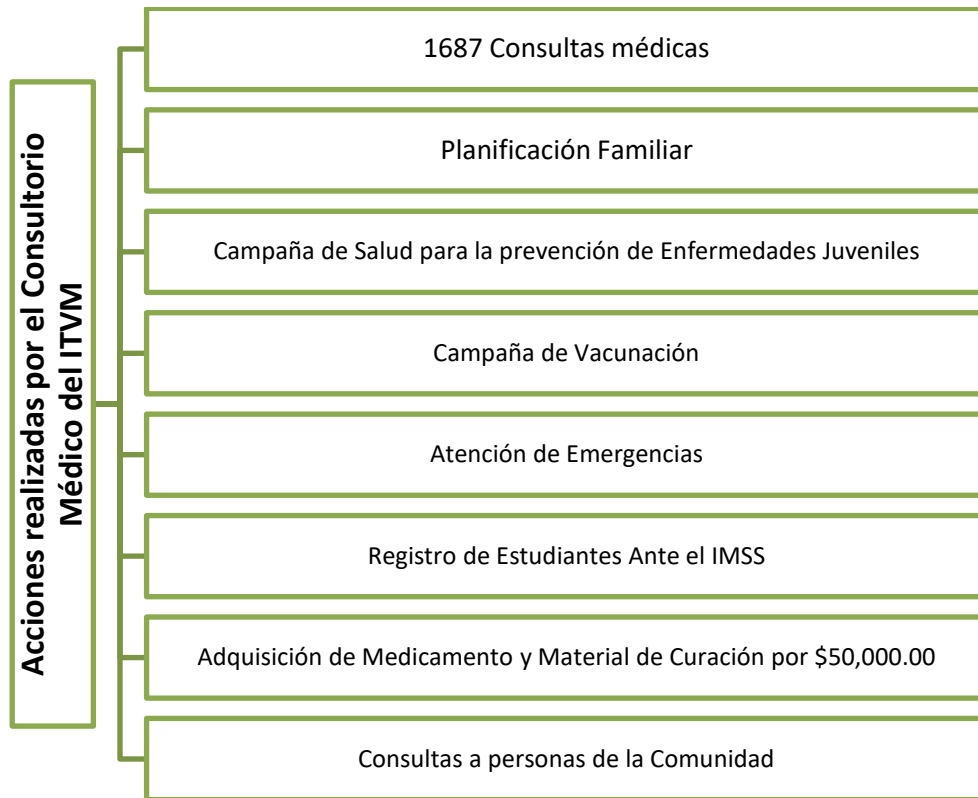 Acciones realizadas por el Consultorio
Médico del ITVM
1687 Consultas médicas
Planificación Familiar
Campaña de Salud para la prevención de Enfermedades Juveniles
Campaña de Vacunación
Atención de Emergencias
Registro de Estudiantes Ante el IMSS
Adquisición de Medicamento y Material de Curación por $50,000.00
Consultas a personas de la Comunidad